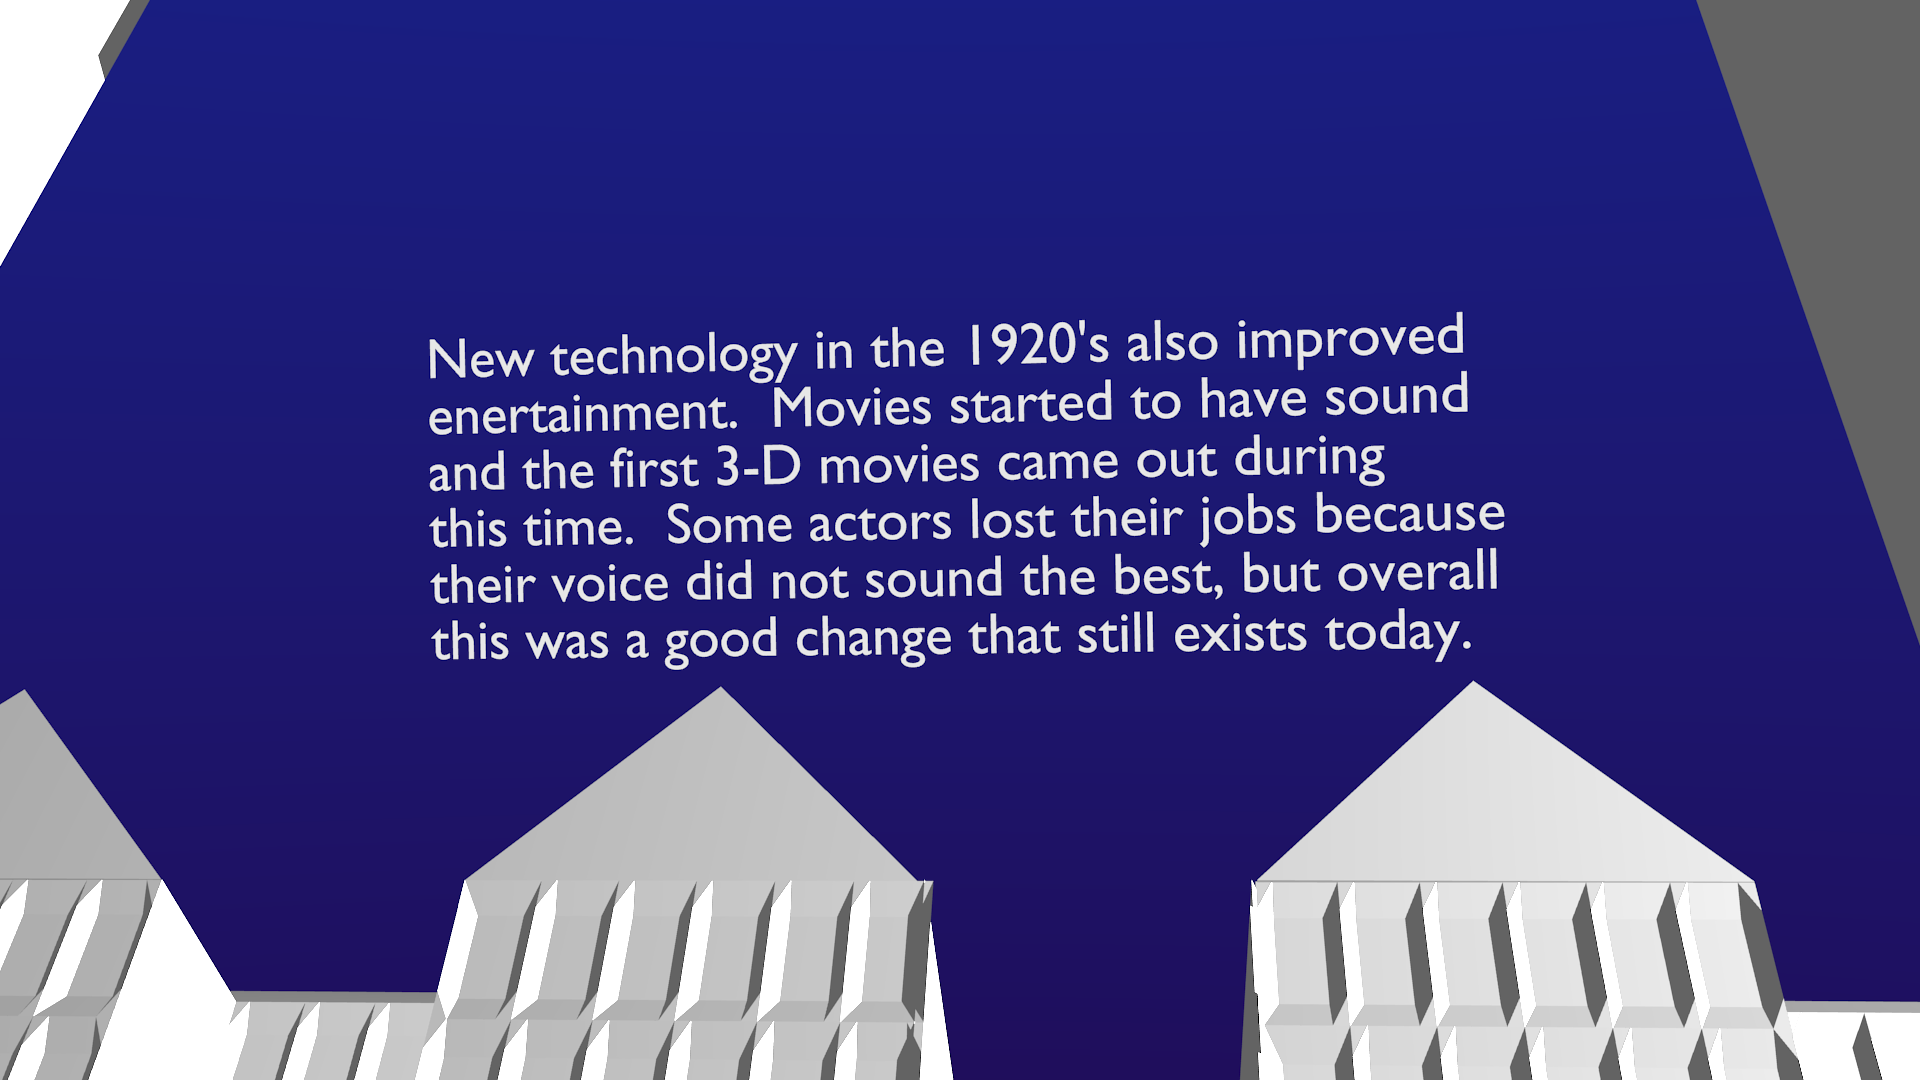 New technology in the 1920's also improved
enertainment.  Movies started to have sound
and the first 3-D movies came out during
this time.  Some actors lost their jobs because
their voice did not sound the best, but overall
this was a good change that still exists today.